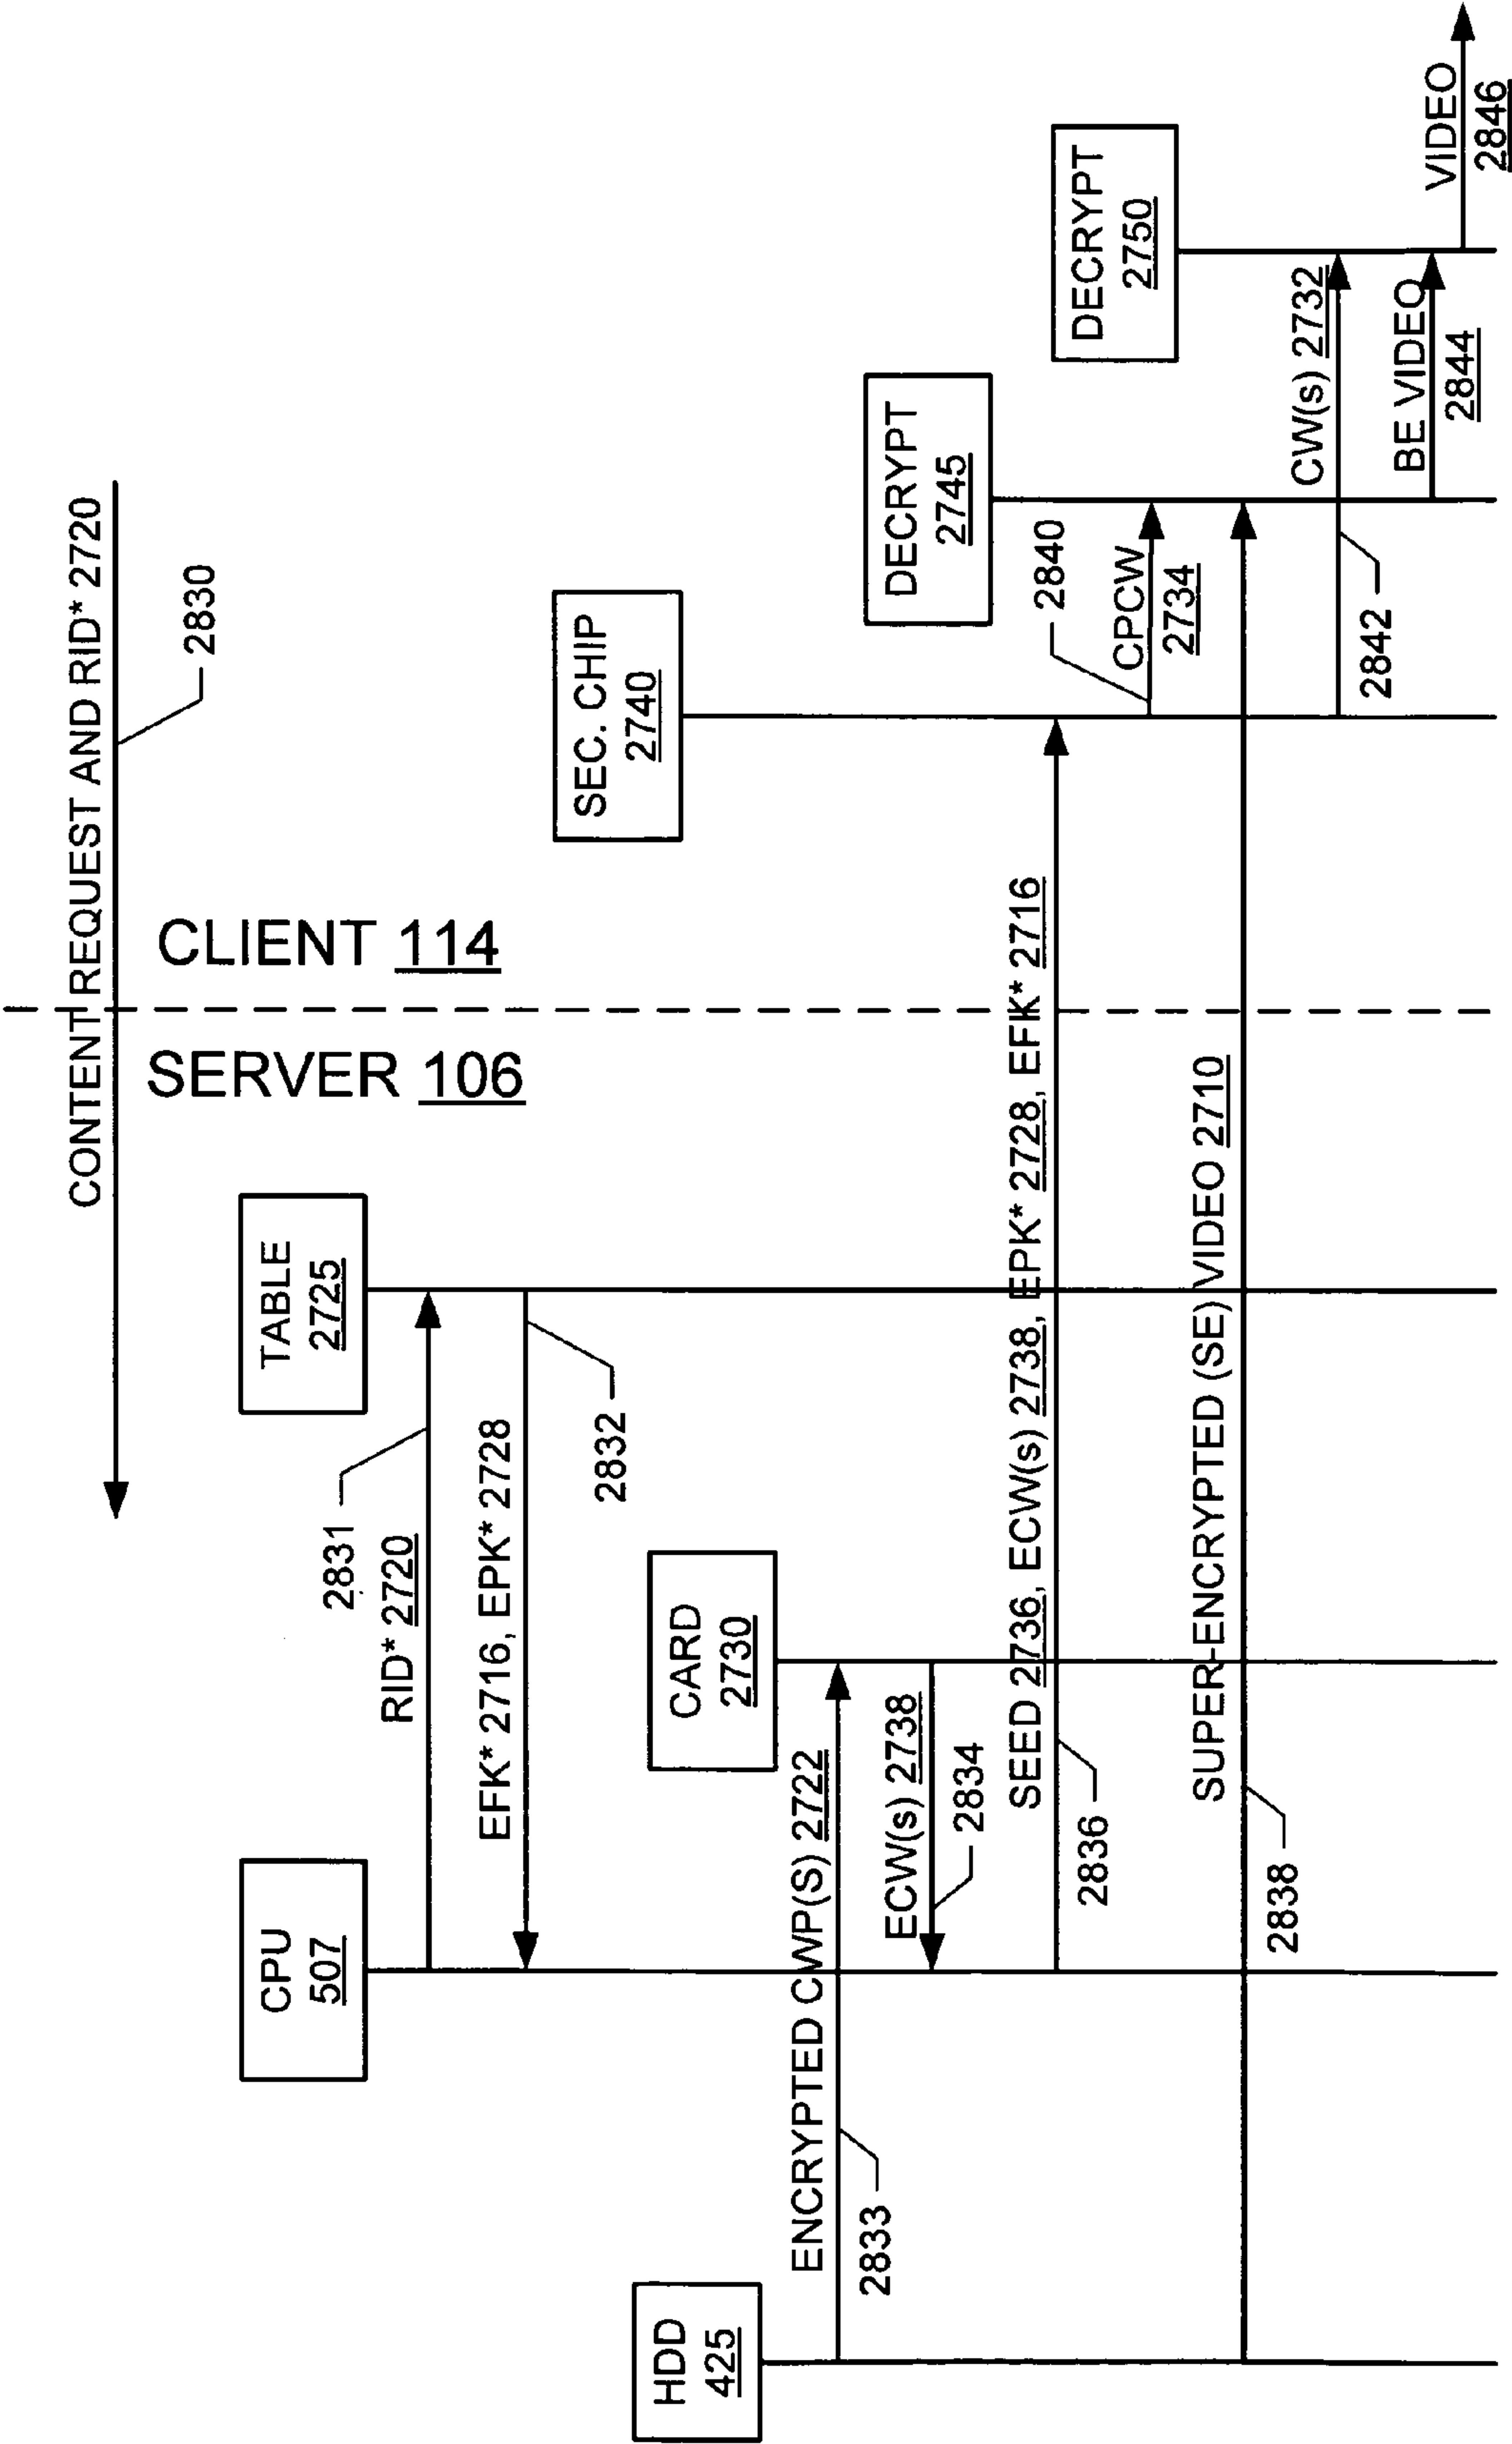 CONTENT REQUEST AND RID* 2720
2830
SERVER 106
CLIENT 114
CPU
507
TABLE
2725
2831
RID* 2720
EFK* 2716, EPK* 2728
2832
HDD
425
CARD
2730
SEC. CHIP
2740
ENCRYPTED CWP(S) 2722
2833
ECW(s) 2738
2834
DECRYPT
2745
SEED 2736, ECW(s) 2738, EPK* 2728, EFK* 2716
2836
2840
CPCW
2734
DECRYPT
2750
SUPER-ENCRYPTED (SE) VIDEO 2710
2838
CW(s) 2732
2842
BE VIDEO
2844
VIDEO
2846